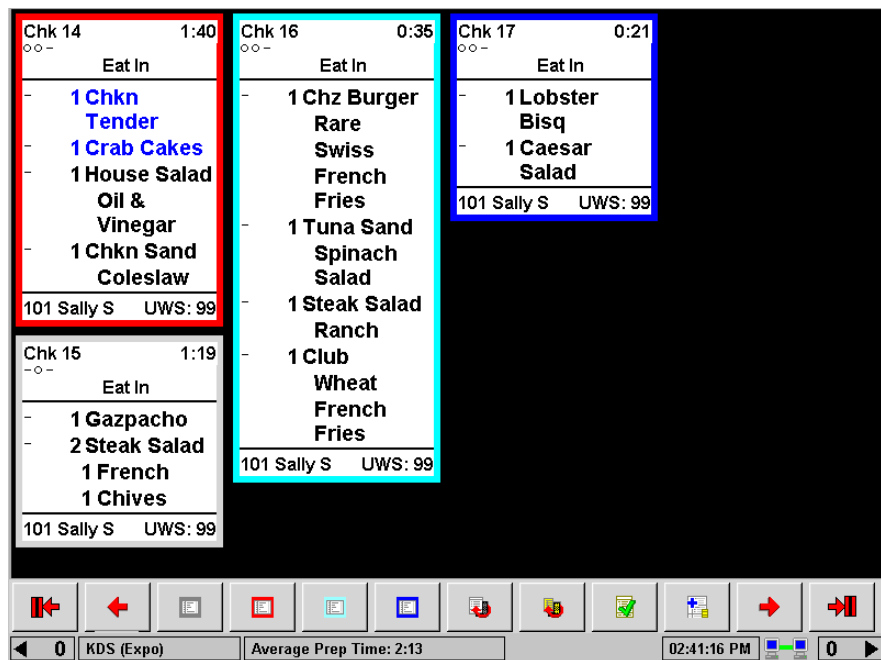 Chk 14 1:40
oo-
Eat In
- 1 Chkn
Tender
- 1 Crab Cakes
- 1 House Salad
Oil &
Vinegar
- 1 Chkn Sand
Coleslaw
101 Sally S UWS: 99
Chk 15 1:19
-o-
Eat In
- 1 Gazpacho
- 2 Steak Salad
1 French
1 Chives
101 Sally S UWS: 99
Chk 16 0:35
oo-
Eat In
- 1 Chz Burger
Rare
Swiss
French
Fries
- 1 Tuna Sand
Spinach
Salad
- 1 Steak Salad
Ranch
- 1 Club
Wheat
French
Fries
101 Sally S UWS: 99
Chk 17 0:21
oo-
Eat In
- 1 Lobster
Bisq
- 1 Caesar
Salad
101 Sally S UWS: 99
0 KDS (Expo) Average Prep Time: 2:13 02:41:16 PM 0